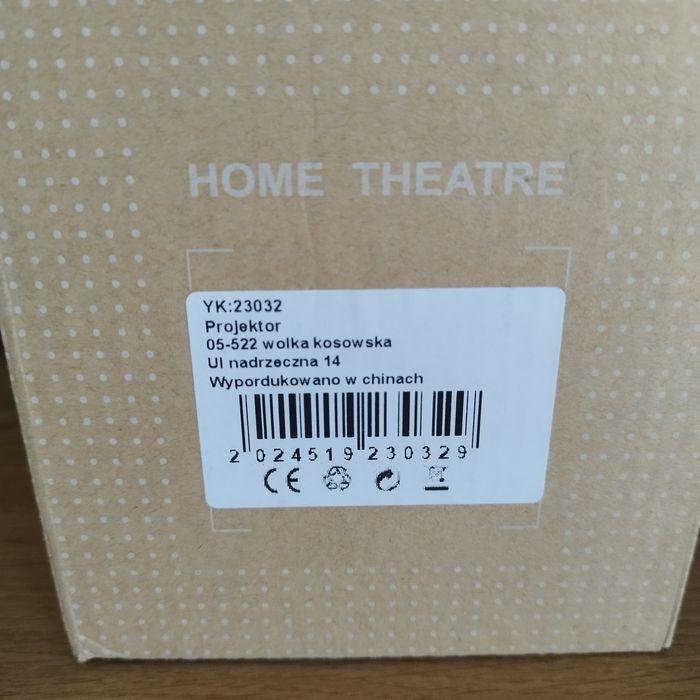 HOME THEATRE
YK:23032
Projektor
05-522 wolka kosowska
Ul nadrzeczna 14
Wypordukowano w chinach
2 024519 230329
CE